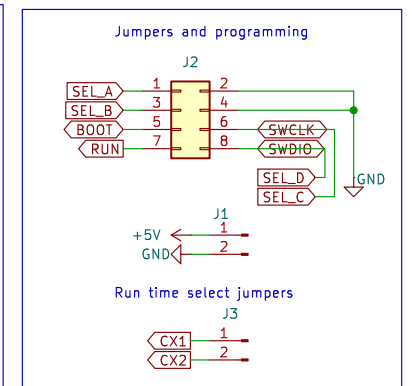 Jumpers and programming
J2
SEL_A 1 2
SEL_B 3 4
BOOT 5 6 SWCLK
RUN 7 8 SWDIO
SEL_D GND
SEL_C
J1
+5V 1
GND 2
Run time select jumpers
J3
CX1 1
CX2 2